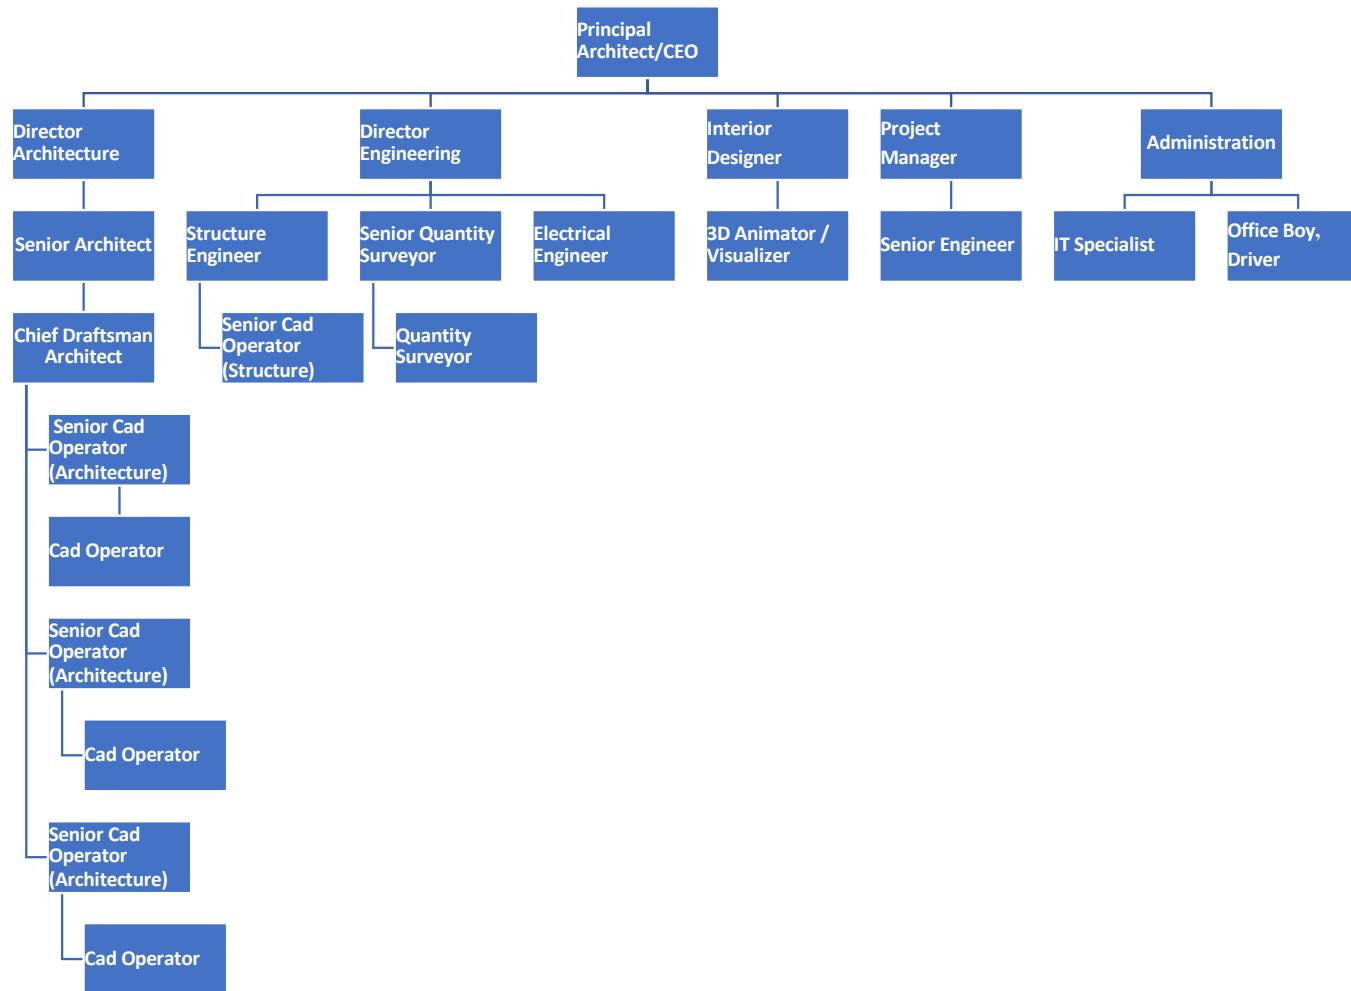 Principal
Architect/CEO
Director
Architecture
Director
Engineering
Interior
Designer
Project
Manager
Administration
Senior Architect
Structure
Engineer
Senior Quantity
Surveyor
Electrical
Engineer
3D Animator /
Visualizer
Senior Engineer
IT Specialist
Office Boy,
Driver
Chief Draftsman
Architect
Senior Cad
Operator
(Structure)
Quantity
Surveyor
Senior Cad
Operator
(Architecture)
Cad Operator
Senior Cad
Operator
(Architecture)
Cad Operator
Senior Cad
Operator
(Architecture)
Cad Operator